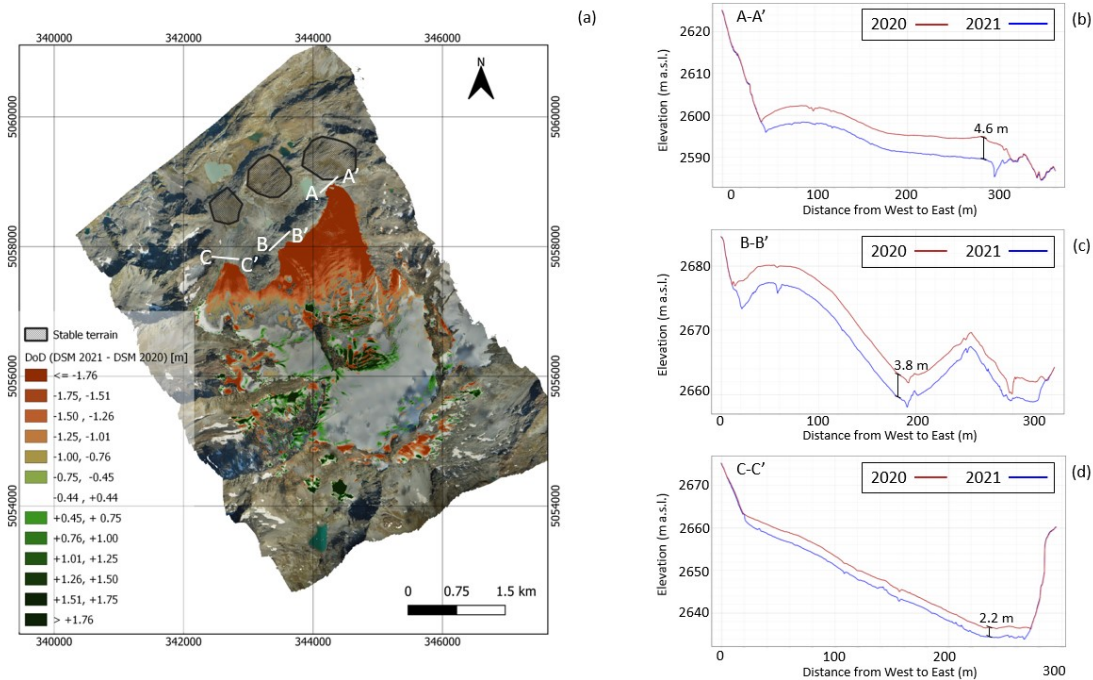 (a)
340000 342000 344000 346000
N
5060000 5060000
5058000 5058000
5056000 5056000
5054000 5054000
A A'
B B'
C C'
Stable terrain
DoD (DSM 2021 - DSM 2020) [m]
<= -1.76
-1.75, -1.51
-1.50 , -1.26
-1.25, -1.01
-1.00, -0.76
-0.75, -0.45
-0.44 , +0.44
+0.45, + 0.75
+0.76, +1.00
+1.01, +1.25
+1.26, +1.50
+1.51, +1.75
> +1.76
0 0.75 1.5 km
340000 342000 344000 346000
A-A’ 2020 2021 (b)
Elevation (m a.s.l.)
2620
2610
2600
2590
4.6 m
0 100 200 300
Distance from West to East (m)
B-B’ 2020 2021 (c)
Elevation (m a.s.l.)
2680
2670
2660
3.8 m
0 100 200 300
Distance from West to East (m)
C-C’ 2020 2021 (d)
Elevation (m a.s.l.)
2670
2660
2650
2640
2.2 m
0 100 200 300
Distance from West to East (m)